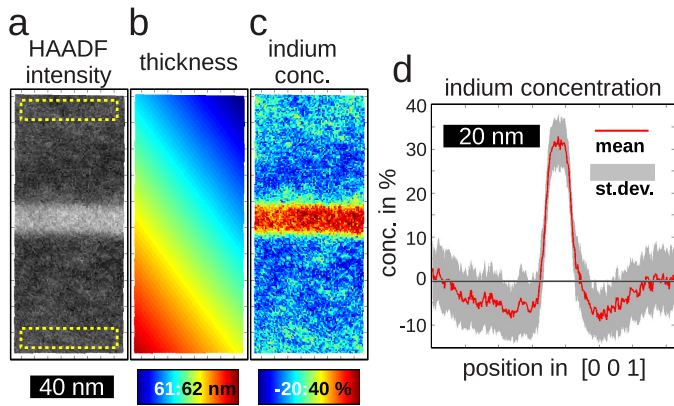 a
HAADF
intensity
b
thickness
c
indium
conc.
40 nm
61:62 nm
-20:40 %
d
indium concentration
conc. in %
40
30
20
10
0
-10
20 nm
mean
st.dev.
position in [0 0 1]